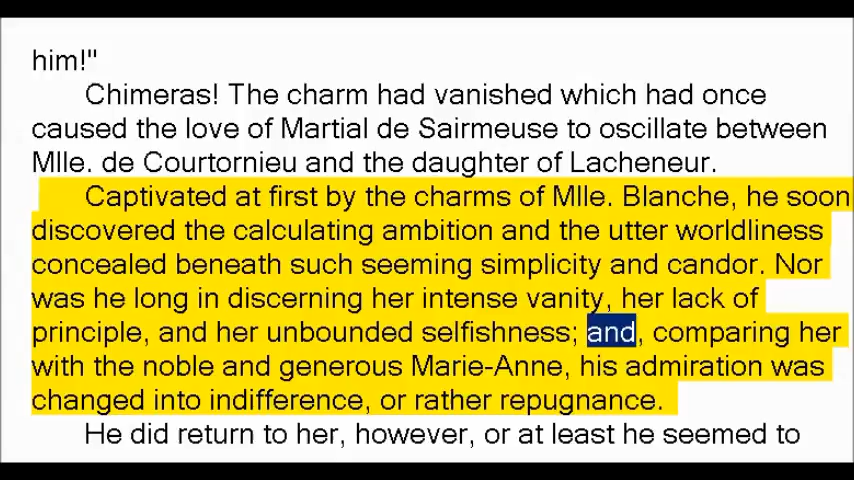 him!"
Chimeras! The charm had vanished which had once
caused the love of Martial de Sairmeuse to oscillate between
Mlle. de Courtornieu and the daughter of Lacheneur.
Captivated at first by the charms of Mlle. Blanche, he soon
discovered the calculating ambition and the utter worldliness
concealed beneath such seeming simplicity and candor. Nor
was he long in discerning her intense vanity, her lack of
principle, and her unbounded selfishness; and, comparing her
with the noble and generous Marie-Anne, his admiration was
changed into indifference, or rather repugnance.
He did return to her, however, or at least he seemed to